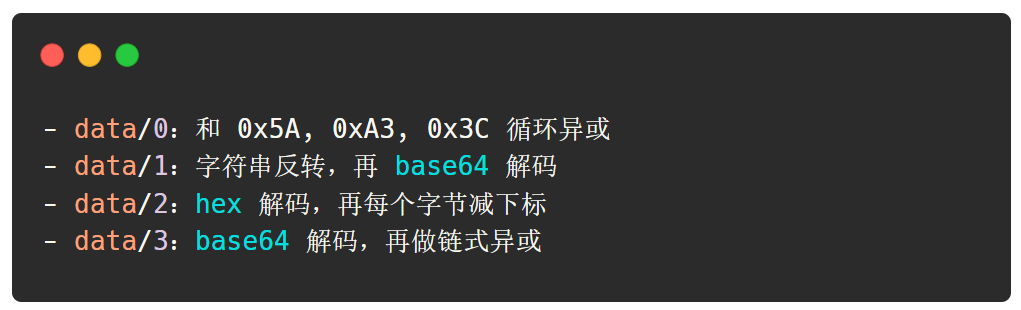 - data/0：和 0x5A, 0xA3, 0x3C 循环异或
- data/1：字符串反转，再 base64 解码
- data/2：hex 解码，再每个字节减下标
- data/3：base64 解码，再做链式异或